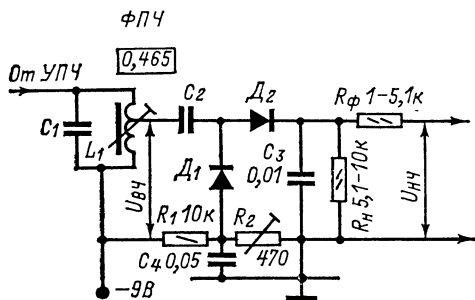 ФПЧ
0,465
От УПЧ
C1
L1
C2
Д2
Rф 1-5,1к
Uвч
Д1
C3
0,01
Rн 5,1-10к
Uнч
R1 10к
R2
470
C4 0,05
-9В